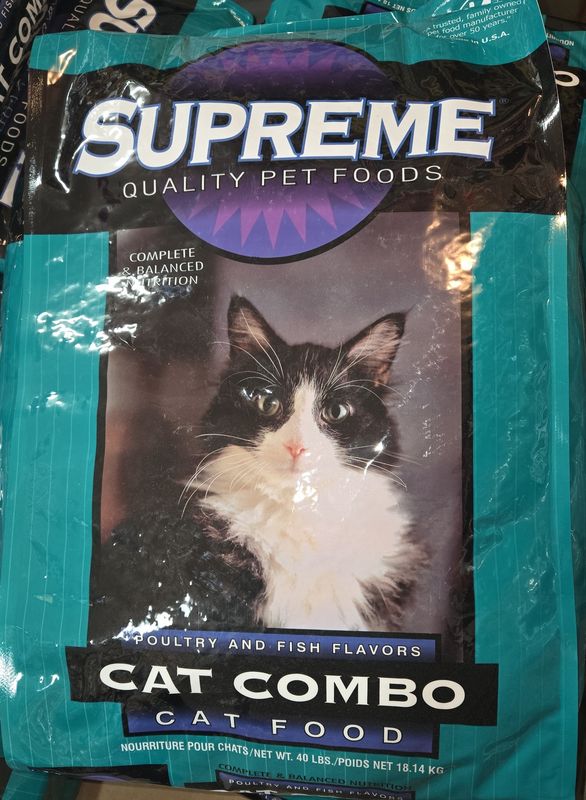 trusted, family owned
pet food manufacturer
for over 50 years.
in U.S.A.
SUPREME®
QUALITY PET FOODS
COMPLETE
& BALANCED
NUTRITION
POULTRY AND FISH FLAVORS
CAT COMBO
CAT FOOD
NOURRITURE POUR CHATS/NET WT. 40 LBS./POIDS NET 18.14 KG
COMPLETE & BALANCED NUTRITION
POULTRY AND FISH FLAVORS